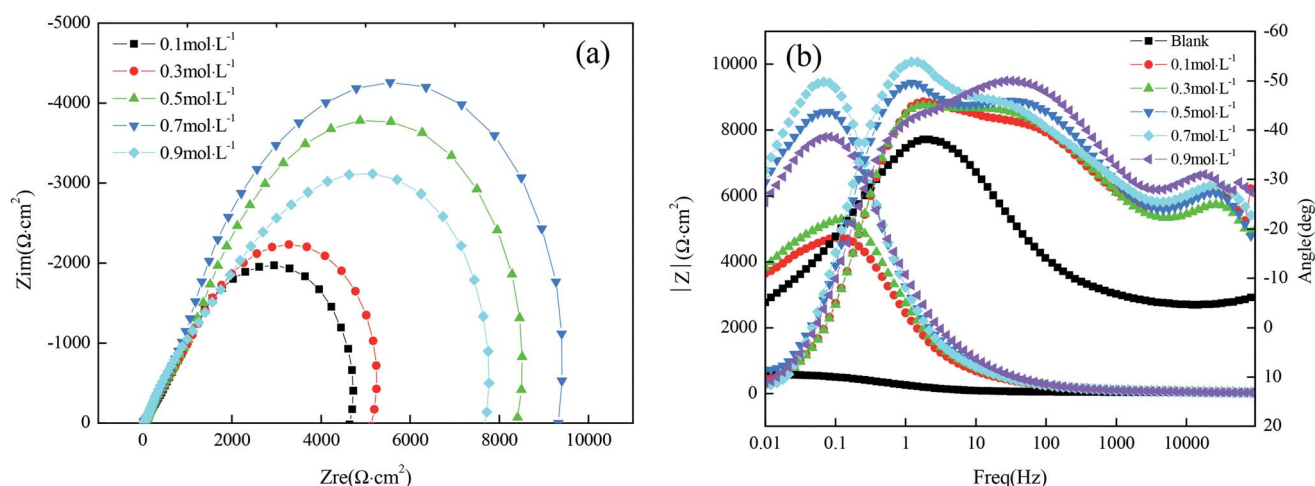 (a)
0.1mol·L⁻¹
0.3mol·L⁻¹
0.5mol·L⁻¹
0.7mol·L⁻¹
0.9mol·L⁻¹
-5000
-4000
-3000
-2000
-1000
0
Zim(Ω·cm²)
0 2000 4000 6000 8000 10000
Zre(Ω·cm²)
(b)
Blank
0.1mol·L⁻¹
0.3mol·L⁻¹
0.5mol·L⁻¹
0.7mol·L⁻¹
0.9mol·L⁻¹
10000
8000
6000
4000
2000
0
|Z|(Ω·cm²)
-60
-50
-40
-30
-20
-10
0
10
20
Angle(deg)
0.01 0.1 1 10 100 1000 10000
Freq(Hz)